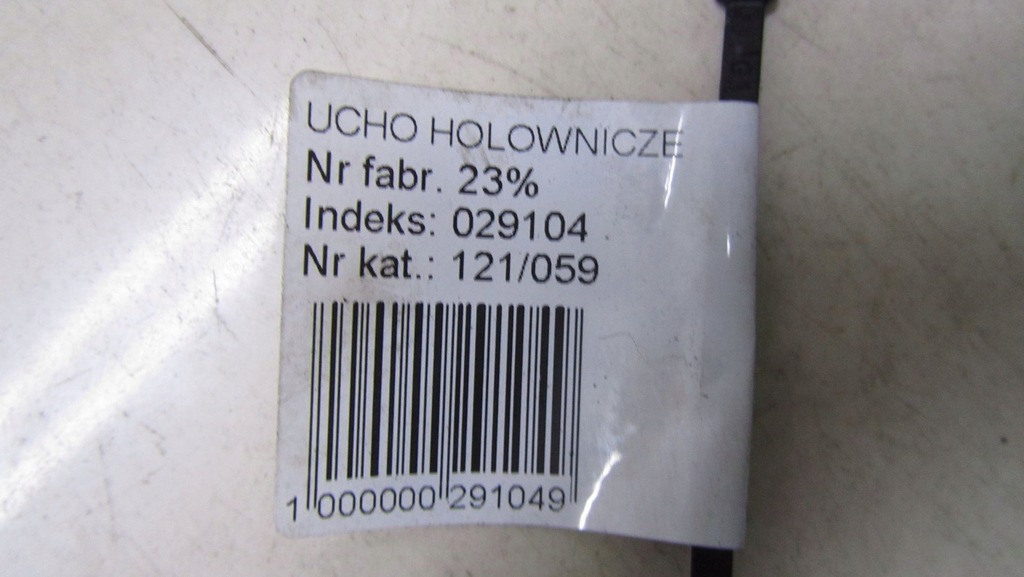 UCHO HOLOWNICZE
Nr fabr. 23%
Indeks: 029104
Nr kat.: 121/059
1 000000 291049